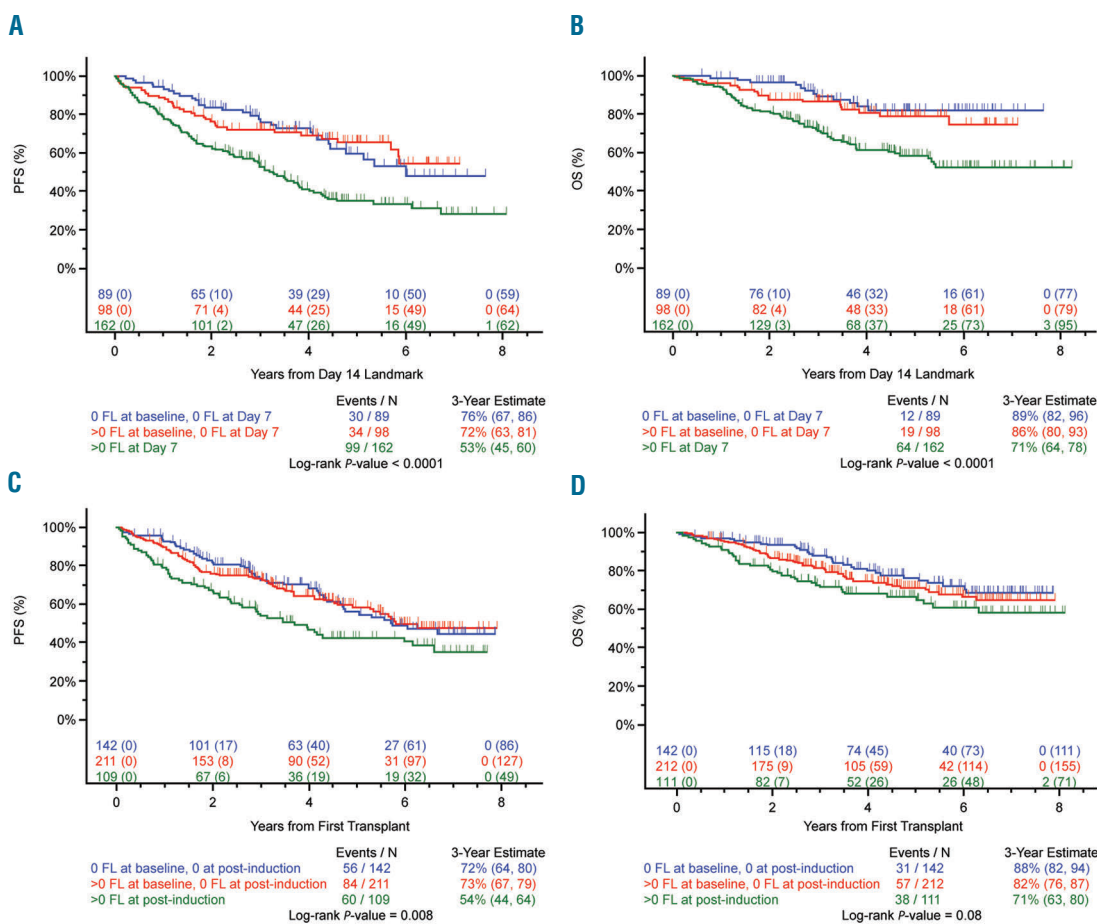 A
PFS (%)
100%
80%
60%
40%
20%
0%
89 (0) 65 (10) 39 (29) 10 (50) 0 (59)
98 (0) 71 (4) 44 (25) 15 (49) 0 (64)
162 (0) 101 (2) 47 (26) 16 (49) 1 (62)
0 2 4 6 8
Years from Day 14 Landmark
Events / N 3-Year Estimate
0 FL at baseline, 0 FL at Day 7 30 / 89 76% (67, 86)
>0 FL at baseline, 0 FL at Day 7 34 / 98 72% (63, 81)
>0 FL at Day 7 99 / 162 53% (45, 60)
Log-rank P-value < 0.0001
B
OS (%)
100%
80%
60%
40%
20%
0%
89 (0) 76 (10) 46 (32) 16 (61) 0 (77)
98 (0) 82 (4) 48 (33) 18 (61) 0 (79)
162 (0) 129 (3) 68 (37) 25 (73) 3 (95)
0 2 4 6 8
Years from Day 14 Landmark
Events / N 3-Year Estimate
0 FL at baseline, 0 FL at Day 7 12 / 89 89% (82, 96)
>0 FL at baseline, 0 FL at Day 7 19 / 98 86% (80, 93)
>0 FL at Day 7 64 / 162 71% (64, 78)
Log-rank P-value < 0.0001
C
PFS (%)
100%
80%
60%
40%
20%
0%
142 (0) 101 (17) 63 (40) 27 (61) 0 (86)
211 (0) 153 (8) 90 (52) 31 (97) 0 (127)
109 (0) 67 (6) 36 (19) 19 (32) 0 (49)
0 2 4 6 8
Years from First Transplant
Events / N 3-Year Estimate
0 FL at baseline, 0 at post-induction 56 / 142 72% (64, 80)
>0 FL at baseline, 0 FL at post-induction 84 / 211 73% (67, 79)
>0 FL at post-induction 60 / 109 54% (44, 64)
Log-rank P-value = 0.008
D
OS (%)
100%
80%
60%
40%
20%
0%
142 (0) 115 (18) 74 (45) 40 (73) 0 (111)
212 (0) 175 (9) 105 (59) 42 (114) 0 (155)
111 (0) 82 (7) 52 (26) 26 (48) 2 (71)
0 2 4 6 8
Years from First Transplant
Events / N 3-Year Estimate
0 FL at baseline, 0 at post-induction 31 / 142 88% (82, 94)
>0 FL at baseline, 0 FL at post-induction 57 / 212 82% (76, 87)
>0 FL at post-induction 38 / 111 71% (63, 80)
Log-rank P-value = 0.08